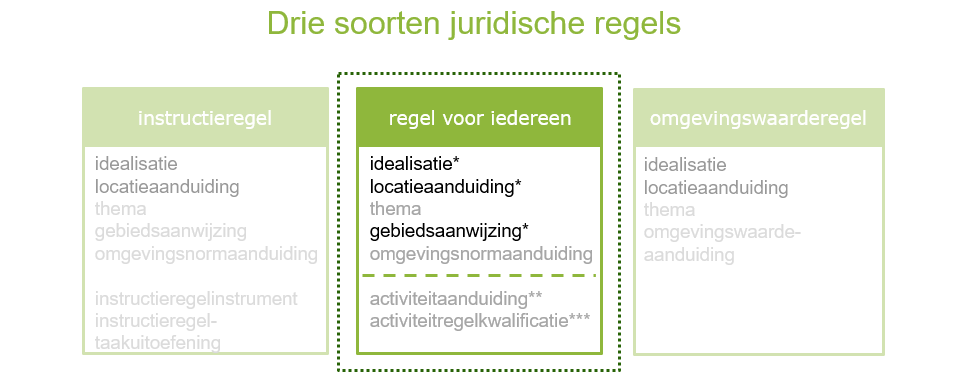 Drie soorten juridische regels
instructieregel
idealisatie
locatieaanduiding
thema
gebiedsaanwijzing
omgevingsnormaanduiding
instructieregelinstrument
instructieregel-
taakuitoefening
regel voor iedereen
idealisatie*
locatieaanduiding*
thema
gebiedsaanwijzing*
omgevingsnormaanduiding
activiteitaanduiding**
activiteitregelkwalificatie***
omgevingswaarderegel
idealisatie
locatieaanduiding
thema
omgevingswaarde-
aanduiding